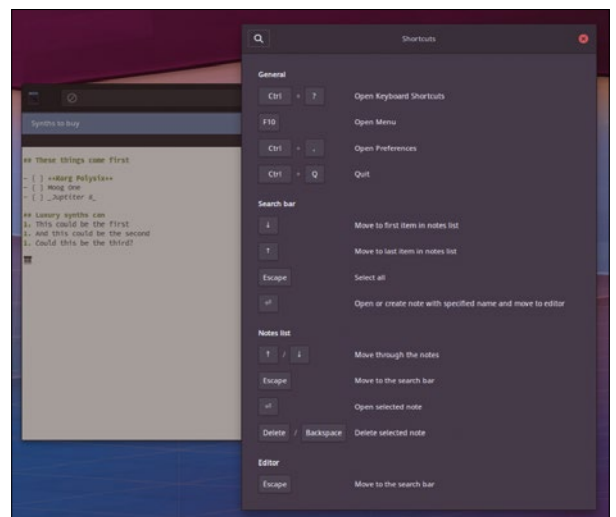 Shortcuts
General
Ctrl + ? Open Keyboard Shortcuts
F10 Open Menu
Ctrl + . Open Preferences
Ctrl + Q Quit
Search bar
↓ Move to first item in notes list
↑ Move to last item in notes list
Escape Select all
⏎ Open or create note with specified name and move to editor
Notes list
↑ / ↓ Move through the notes
Escape Move to the search bar
⏎ Open selected note
Delete / Backspace Delete selected note
Editor
Escape Move to the search bar
Synths to buy
## These things come first
- [ ] **Korg Polysix**
- [ ] Moog One
- [ ] _Juptiter 4_
## Luxury synths can
1. This could be the first
1. And this could be the second
1. Could this be the third?